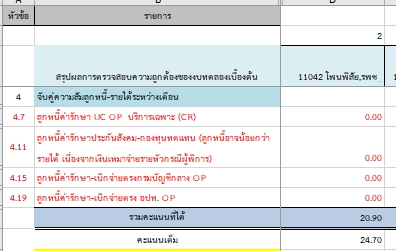 หัวข้อ รายการ
2
สรุปผลการตรวจสอบความถูกต้องของงบทดลองเบื้องต้น 11042 โพนพิสัย,รพช
4 จับคู่ความสัมลูกหนี้-รายได้ระหว่างเดือน
4.7 ลูกหนี้ค่ารักษา UC OP บริการเฉพาะ (CR) 0.00
4.11 ลูกหนี้ค่ารักษาประกันสังคม-กองทุนทดแทน (ลูกหนี้อาจน้อยกว่า
รายได้ เนื่องจากเงินเหมาจ่ายรายหัวกรณีผู้พิการ) 0.00
4.15 ลูกหนี้ค่ารักษา-เบิกจ่ายตรงกรมบัญชีกลาง OP 0.00
4.19 ลูกหนี้ค่ารักษา-เบิกจ่ายตรง อปท. OP 0.00
รวมคะแนนที่ได้ 20.90
คะแนนเต็ม 24.70